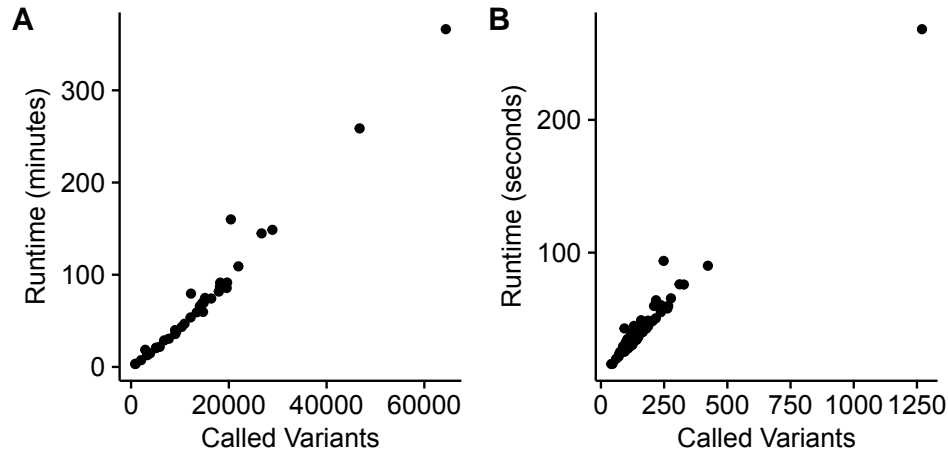 A
Runtime (minutes)
300
200
100
0
0 20000 40000 60000
Called Variants
B
Runtime (seconds)
200
100
0 250 500 750 1000 1250
Called Variants